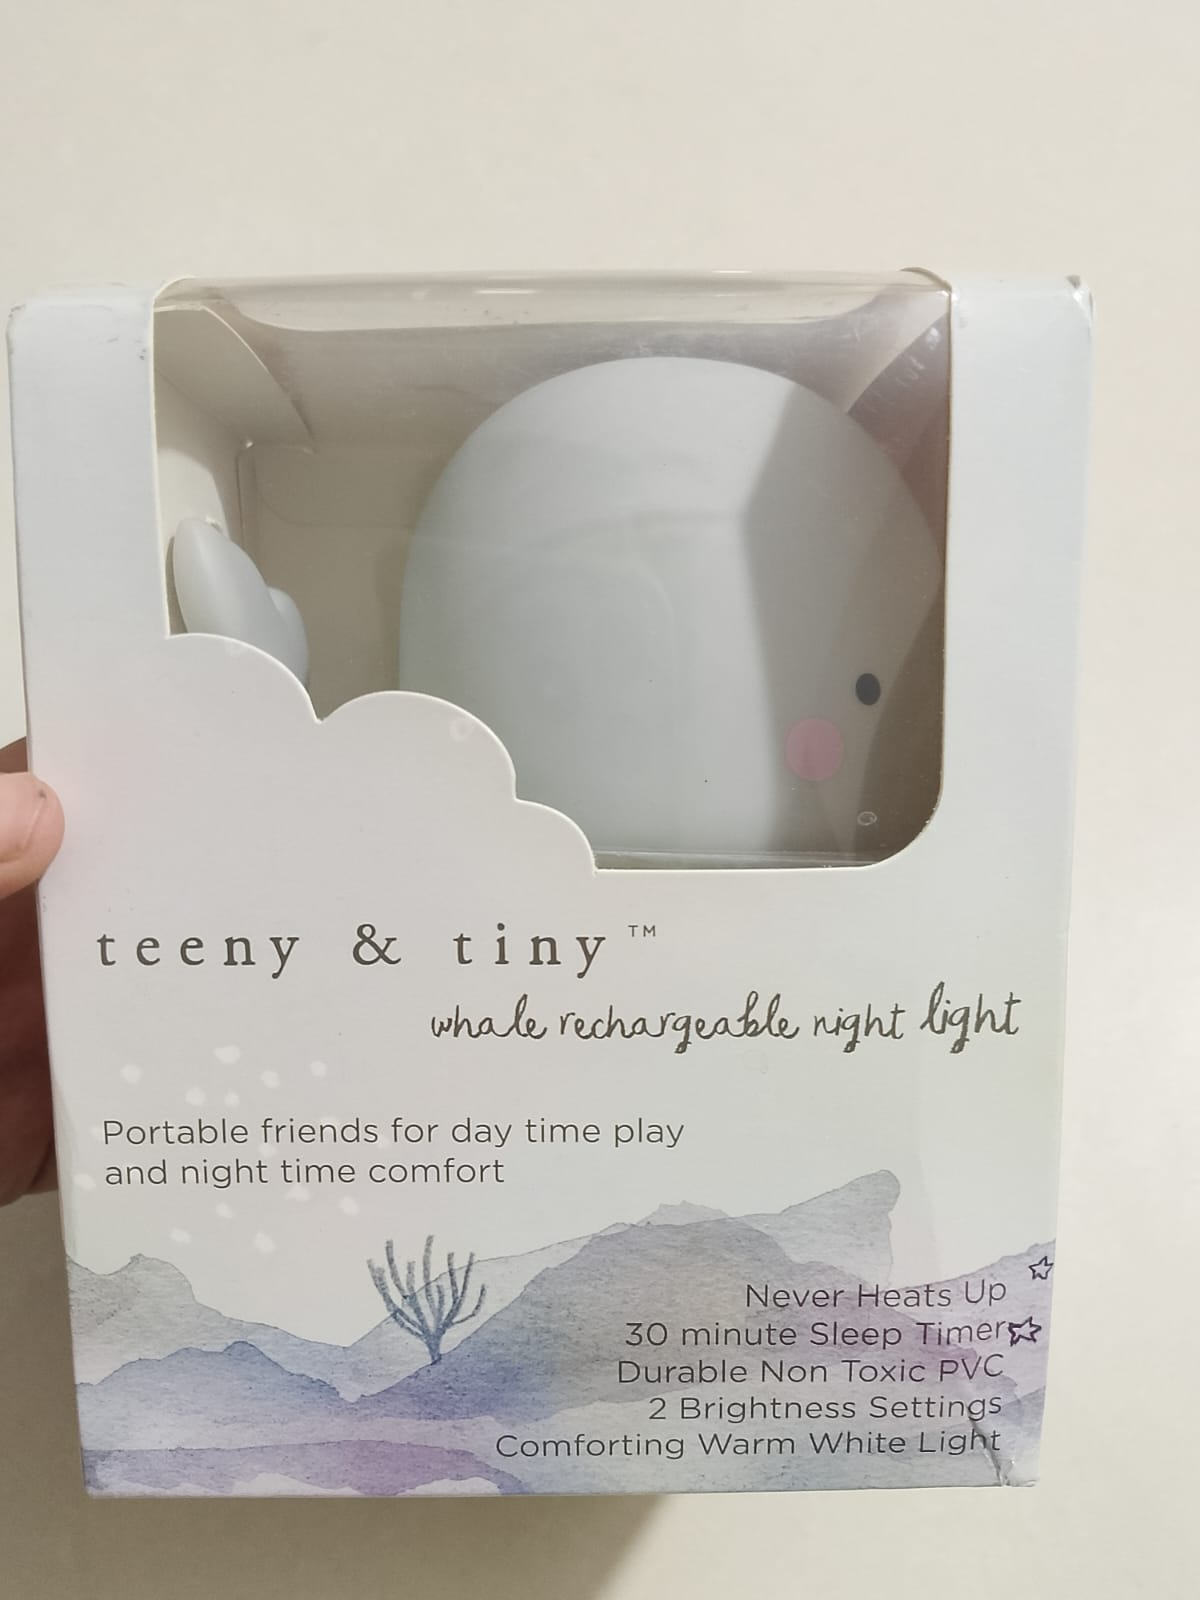 teeny & tiny™
whale rechargeable night light
Portable friends for day time play
and night time comfort
Never Heats Up
30 minute Sleep Timer
Durable Non Toxic PVC
2 Brightness Settings
Comforting Warm White Light